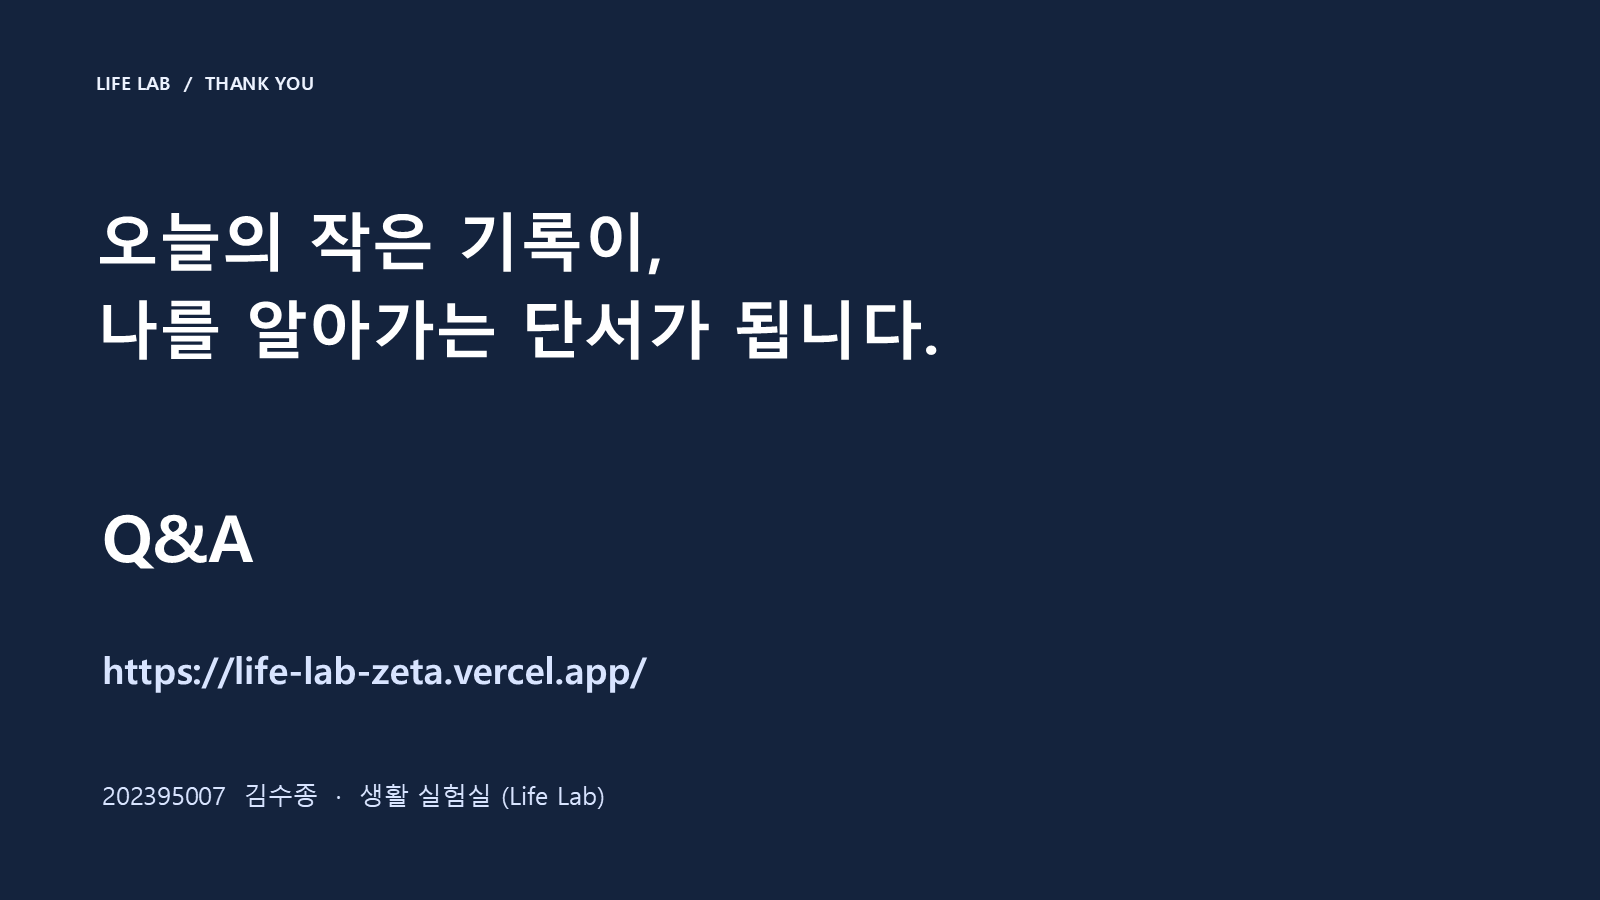 LIFE LAB / THANK YOU
오늘의 작은 기록이,
나를 알아가는 단서가 됩니다.
Q&A
https://life-lab-zeta.vercel.app/
202395007 김수종 · 생활 실험실 (Life Lab)